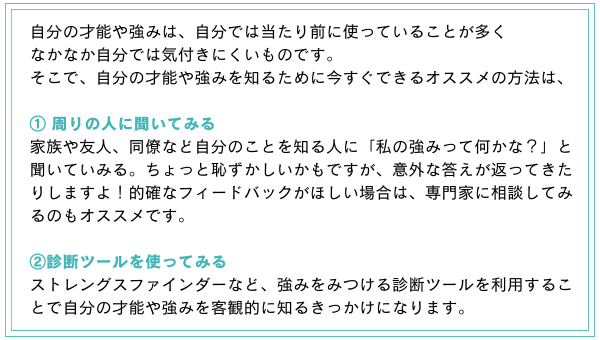 自分の才能や強みは、自分では当たり前に使っていることが多く
なかなか自分では気付きにくいものです。
そこで、自分の才能や強みを知るために今すぐできるオススメの方法は、
① 周りの人に聞いてみる
家族や友人、同僚など自分のことを知る人に「私の強みって何かな？」と
聞いていみる。ちょっと恥ずかしいかもですが、意外な答えが返ってきた
りしますよ！的確なフィードバックがほしい場合は、専門家に相談してみ
るのもオススメです。
②診断ツールを使ってみる
ストレングスファインダーなど、強みをみつける診断ツールを利用するこ
とで自分の才能や強みを客観的に知るきっかけになります。